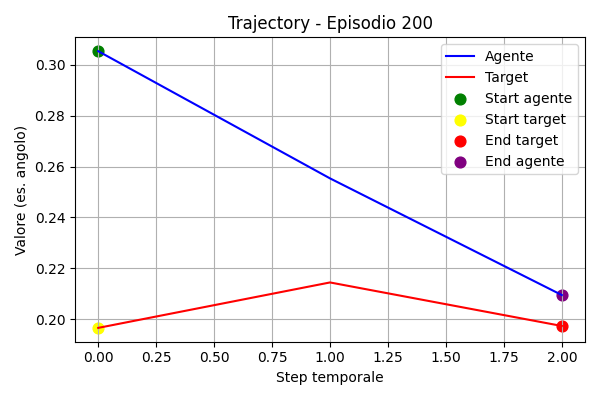 Trajectory - Episodio 200
Valore (es. angolo)
0.30
0.28
0.26
0.24
0.22
0.20
Agente
Target
Start agente
Start target
End target
End agente
0.00 0.25 0.50 0.75 1.00 1.25 1.50 1.75 2.00
Step temporale